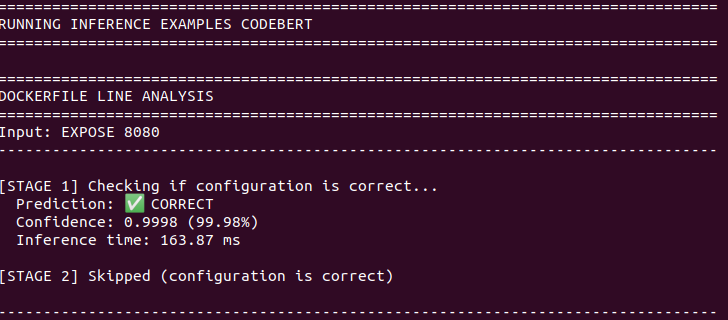 ================================================================================
RUNNING INFERENCE EXAMPLES CODEBERT
================================================================================
================================================================================
DOCKERFILE LINE ANALYSIS
================================================================================
Input: EXPOSE 8080
--------------------------------------------------------------------------------
[STAGE 1] Checking if configuration is correct...
Prediction: ✅ CORRECT
Confidence: 0.9998 (99.98%)
Inference time: 163.87 ms
[STAGE 2] Skipped (configuration is correct)
--------------------------------------------------------------------------------